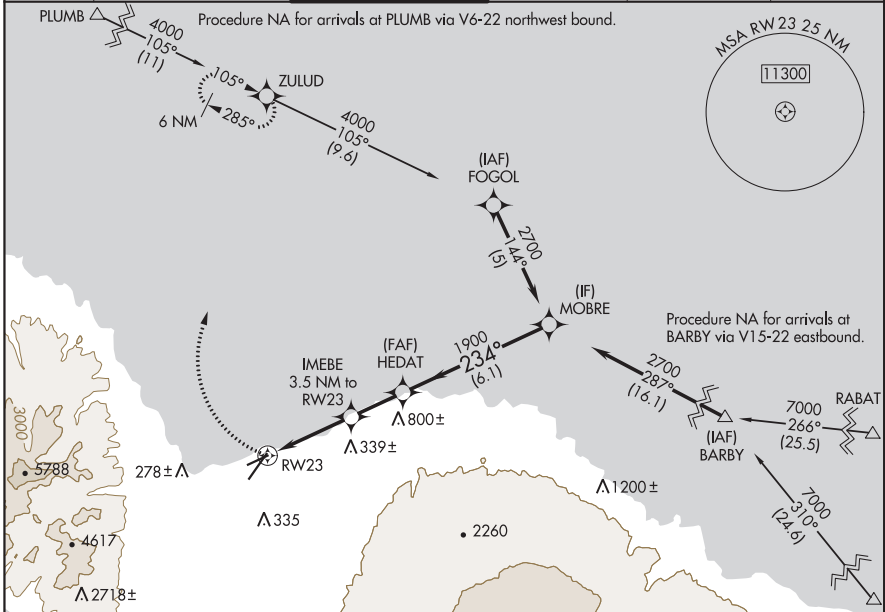 PLUMB
Procedure NA for arrivals at PLUMB via V6-22 northwest bound.
4000
105°
(11)
MSA RW 23 25 NM
11300
105°
ZULUD
285°
6 NM
4000
105°
(9.6)
(IAF)
FOGOL
2700
144°
(5)
(IF)
MOBRE
Procedure NA for arrivals at
BARBY via V15-22 eastbound.
1900
234°
(6.1)
(FAF)
HEDAT
IMEBE
3.5 NM to
RW23
2700
287°
(16.1)
RABAT
7000
266°
(25.5)
(IAF)
BARBY
800±
339±
3000
5788
278±
RW23
1200±
7000
310°
(24.6)
335
2260
4617
2718±